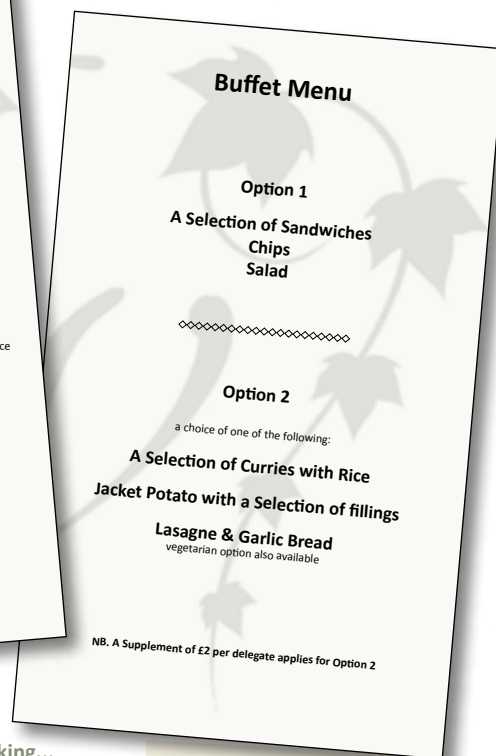 Buffet Menu
Option 1
A Selection of Sandwiches
Chips
Salad
Option 2
a choice of one of the following:
A Selection of Curries with Rice
Jacket Potato with a Selection of fillings
Lasagne & Garlic Bread
vegetarian option also available
NB. A Supplement of £2 per delegate applies for Option 2